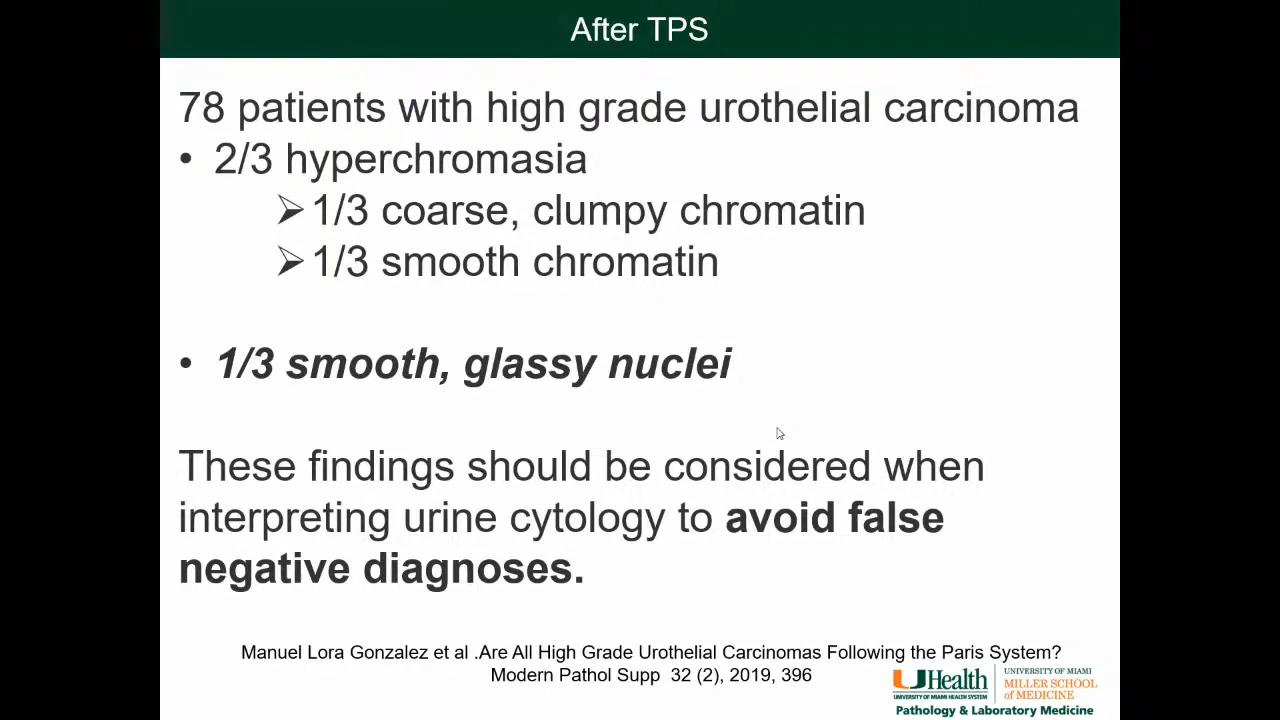 After TPS
78 patients with high grade urothelial carcinoma
• 2/3 hyperchromasia
➢1/3 coarse, clumpy chromatin
➢1/3 smooth chromatin
• 1/3 smooth, glassy nuclei
These findings should be considered when
interpreting urine cytology to avoid false
negative diagnoses.
Manuel Lora Gonzalez et al .Are All High Grade Urothelial Carcinomas Following the Paris System?
Modern Pathol Supp 32 (2), 2019, 396
UHealth
UNIVERSITY OF MIAMI HEALTH SYSTEM
UNIVERSITY OF MIAMI
MILLER SCHOOL
of MEDICINE
Pathology & Laboratory Medicine